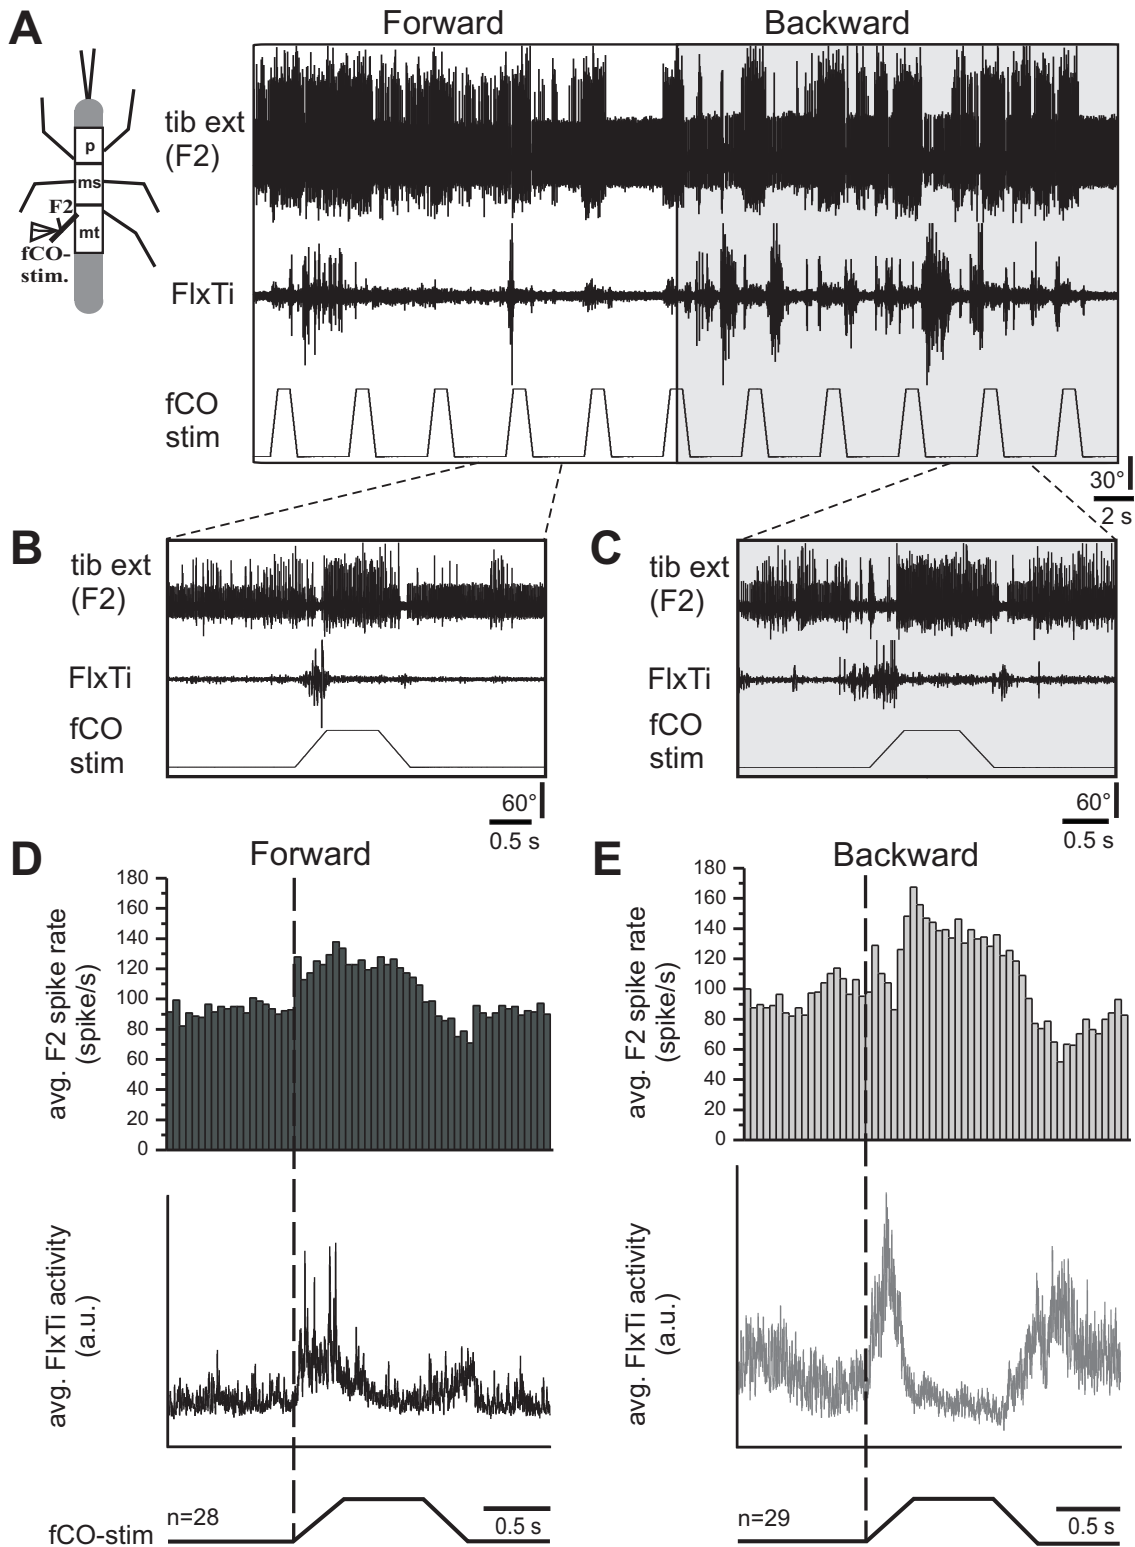 A
Forward
Backward
p
ms
mt
F2
fCO-
stim.
tib ext
(F2)
FlxTi
fCO
stim
30°
2 s
B
tib ext
(F2)
FlxTi
fCO
stim
60°
0.5 s
C
tib ext
(F2)
FlxTi
fCO
stim
60°
0.5 s
D
Forward
avg. F2 spike rate
(spike/s)
180
160
140
120
100
80
60
40
20
0
avg. FlxTi activity
(a.u.)
fCO-stim
n=28
0.5 s
E
Backward
avg. F2 spike rate
(spike/s)
180
160
140
120
100
80
60
40
20
0
avg. FlxTi activity
(a.u.)
n=29
0.5 s